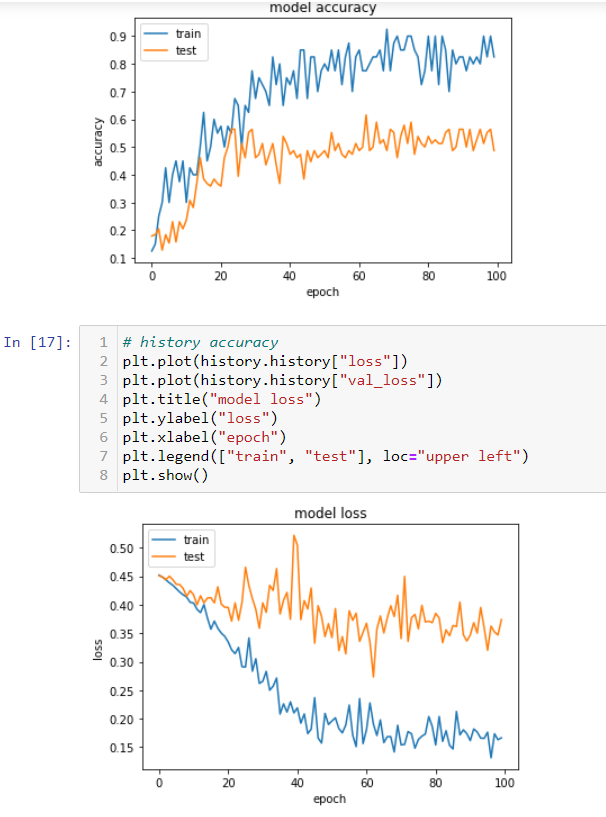 model accuracy
train
test
0.9
0.8
0.7
0.6
0.5
0.4
0.3
0.2
0.1
accuracy
0 20 40 60 80 100
epoch
In [17]:
1 # history accuracy
2 plt.plot(history.history["loss"])
3 plt.plot(history.history["val_loss"])
4 plt.title("model loss")
5 plt.ylabel("loss")
6 plt.xlabel("epoch")
7 plt.legend(["train", "test"], loc="upper left")
8 plt.show()
model loss
train
test
0.50
0.45
0.40
0.35
0.30
0.25
0.20
0.15
loss
0 20 40 60 80 100
epoch